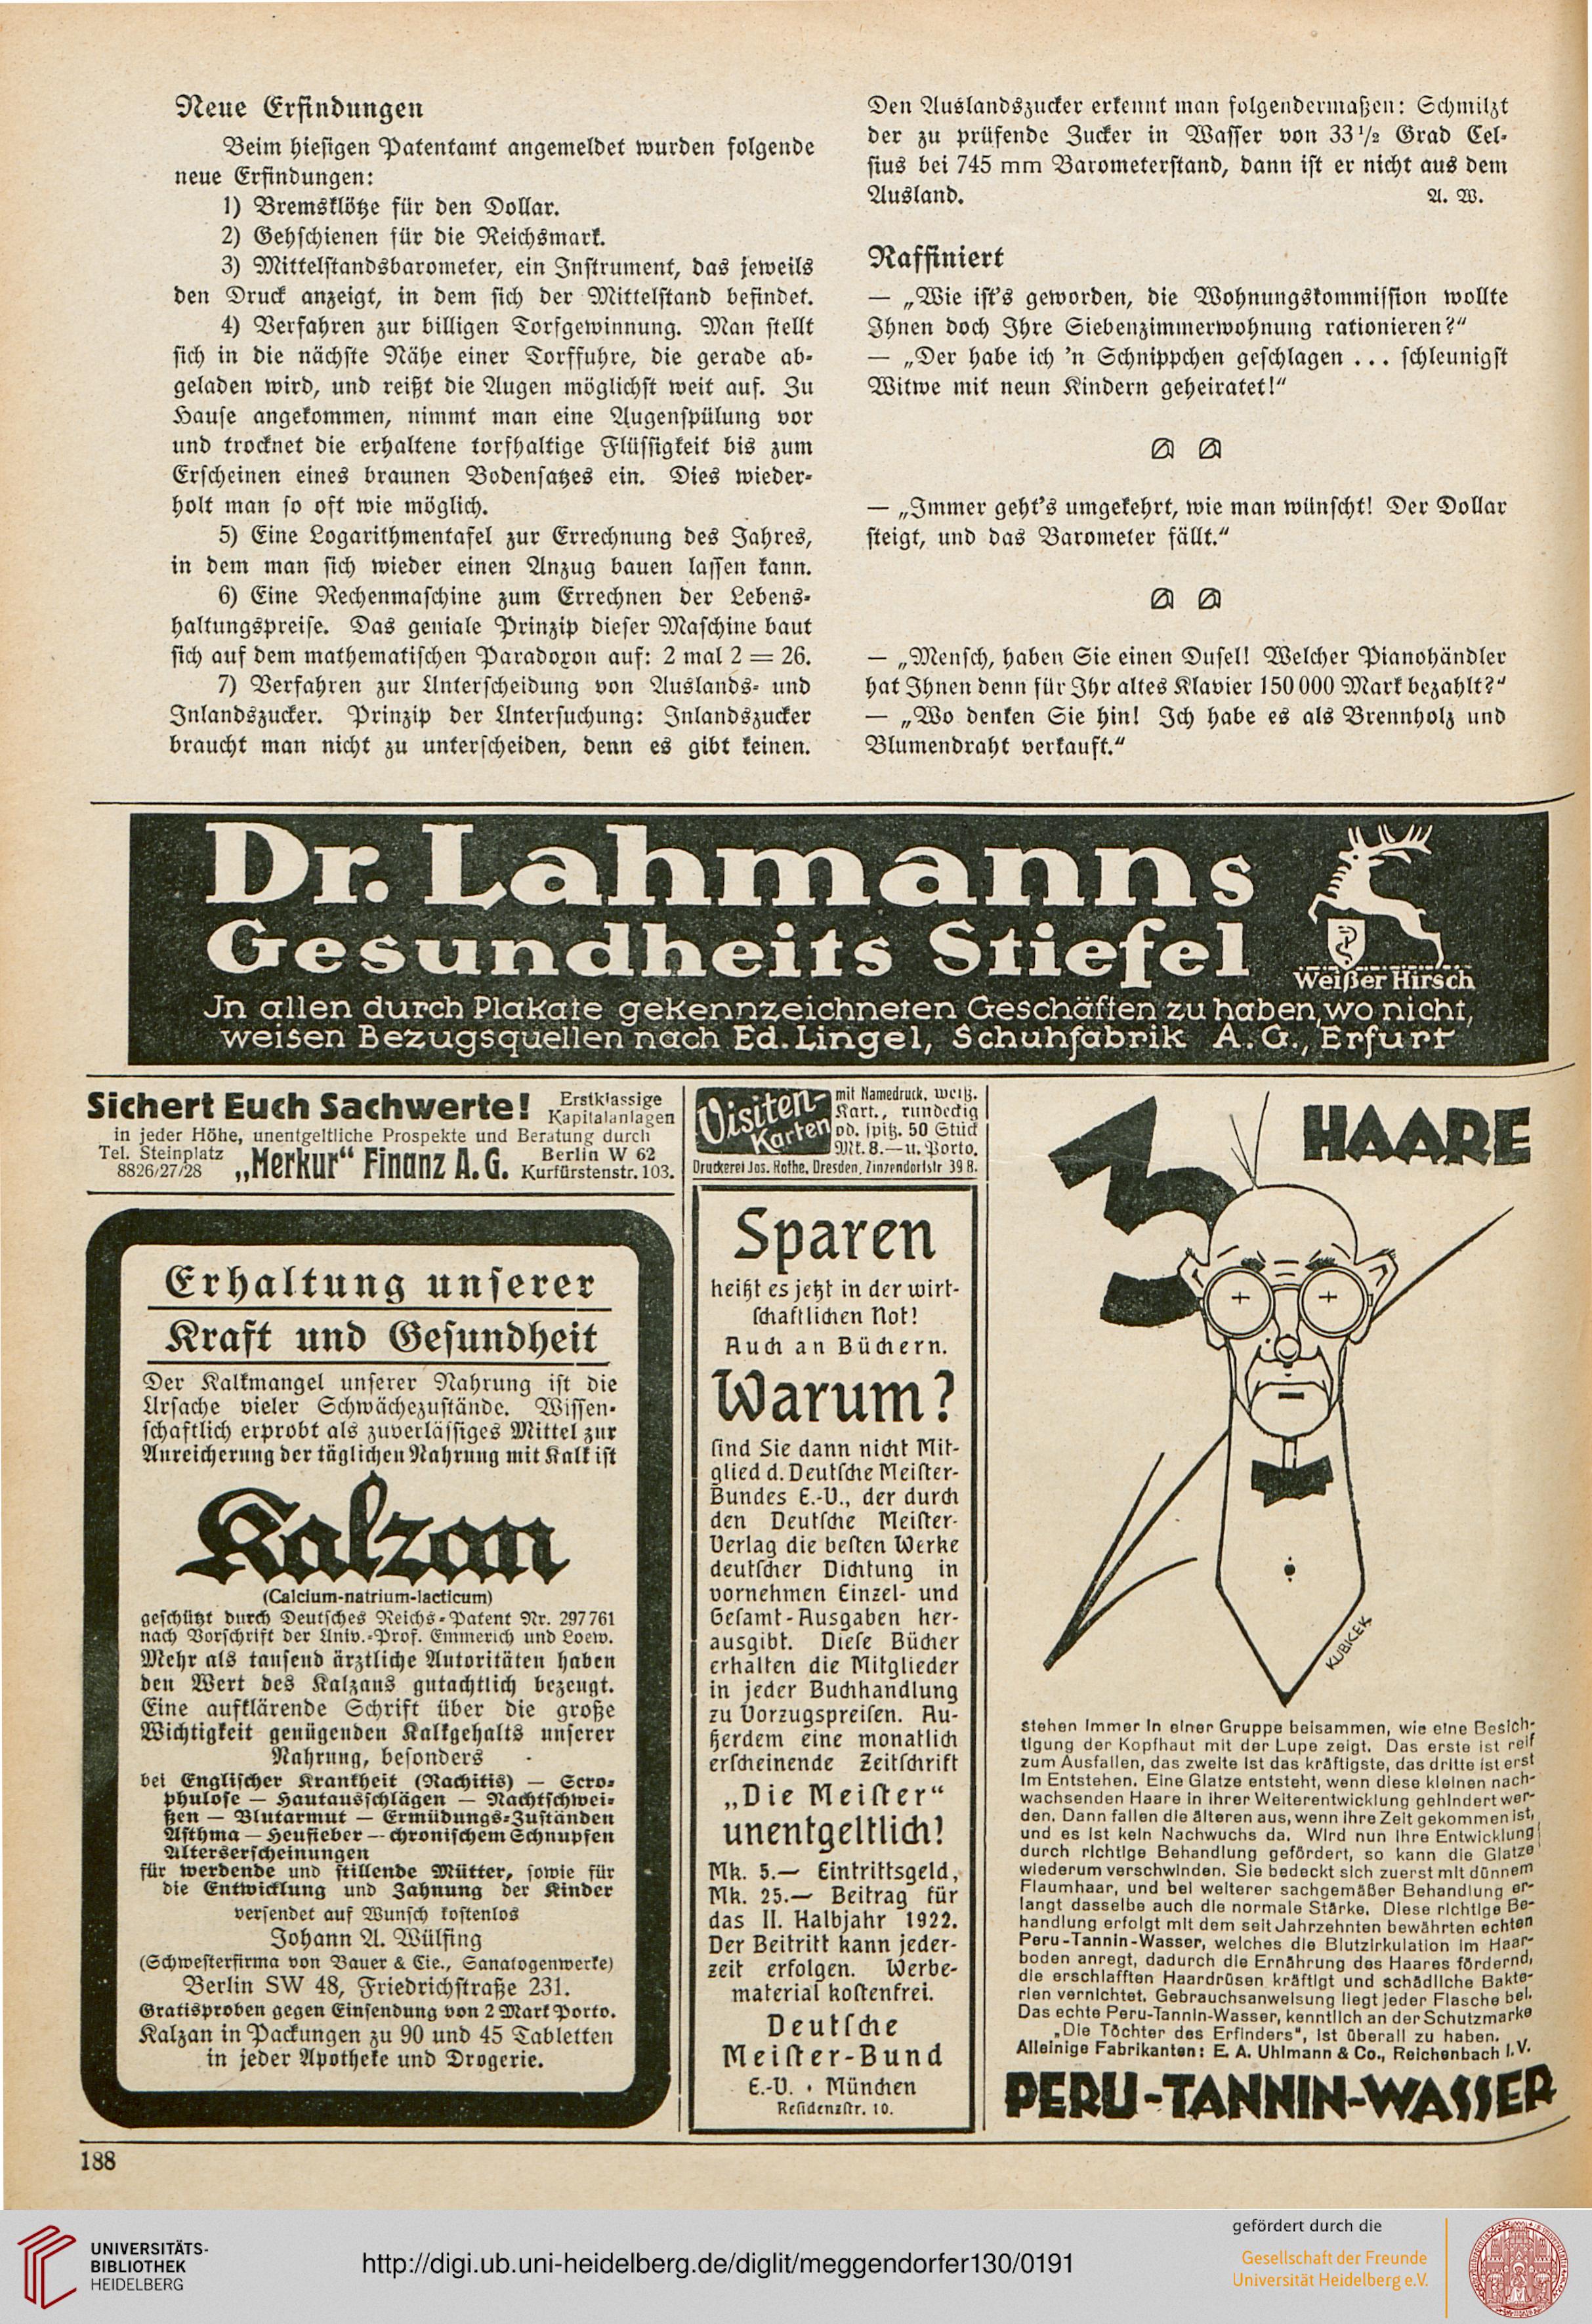 Neue Erfindungen
Beim hiesigen Patentamt angemeldet wurden folgende
neue Erfindungen:
1) Bremsklötze für den Dollar.
2) Gehschienen für die Reichsmark.
3) Mittelstandsbarometer, ein Instrument, das jeweils
den Druck anzeigt, in dem sich der Mittelstand befindet.
4) Verfahren zur billigen Torfgewinnung. Man stellt
sich in die nächste Nähe einer Torffuhre, die gerade ab-
geladen wird, und reißt die Augen möglichst weit auf. Zu
Hause angekommen, nimmt man eine Augenspülung vor
und trocknet die erhaltene torfhaltige Flüssigkeit bis zum
Erscheinen eines braunen Bodensatzes ein. Dies wieder-
holt man so oft wie möglich.
5) Eine Logarithmentafel zur Errechnung des Jahres,
in dem man sich wieder einen Anzug bauen lassen kann.
6) Eine Rechenmaschine zum Errechnen der Lebens-
haltungspreise. Das geniale Prinzip dieser Maschine baut
sich auf dem mathematischen Paradoxon auf: 2 mal 2 = 26.
7) Verfahren zur Unterscheidung von Auslands- und
Inlandszucker. Prinzip der Untersuchung: Inlandszucker
braucht man nicht zu unterscheiden, denn es gibt keinen.
Den Auslandszucker erkennt man folgendermaßen: Schmilzt
der zu prüfende Zucker in Wasser von 33 1/2 Grad Cel-
sius bei 745 mm Barometerstand, dann ist er nicht aus dem
Ausland. A. W.
Raffiniert
— „Wie ist's geworden, die Wohnungskommission wollte
Ihnen doch Ihre Siebenzimmerwohnung rationieren?“
— „Der habe ich 'n Schnippchen geschlagen ... schleunigst
Witwe mit neun Kindern geheiratet!“
— „Immer geht's umgekehrt, wie man wünscht! Der Dollar
steigt, und das Barometer fällt.“
— „Mensch, haben Sie einen Dusel! Welcher Pianohändler
hat Ihnen denn für Ihr altes Klavier 150 000 Mark bezahlt?“
— „Wo denken Sie hin! Ich habe es als Brennholz und
Blumendraht verkauft.“
Dr. Lahmanns
Gesundheits Stiefel
Weißer Hirsch
In allen durch Plakate gekennzeichneten Geschäften zu haben, wo nicht,
weisen Bezugsquellen nach Ed. Lingel, Schuhfabrik A. G., Erfurt
Sichert Euch Sachwerte! Erstklassige
Kapitalanlagen
in jeder Höhe, unentgeltliche Prospekte und Beratung durch
Tel. Steinplatz
8826/27/28 „Merkur“ Finanz A. G. Berlin W 62
Kurfürstenstr. 103.
Erhaltung unserer
Kraft und Gesundheit
Der Kalkmangel unserer Nahrung ist die
Ursache vieler Schwächezustände. Wissen-
schaftlich erprobt als zuverlässiges Mittel zur
Anreicherung der täglichen Nahrung mit Kalk ist
Kalzan
(Calcium-natrium-lacticum)
geschützt durch Deutsches Reichs-Patent Nr. 297761
nach Vorschrift der Univ.-Prof. Emmerich und Loew.
Mehr als tausend ärztliche Autoritäten haben
den Wert des Kalzans gutachtlich bezeugt.
Eine aufklärende Schrift über die große
Wichtigkeit genügenden Kalkgehalts unserer
Nahrung, besonders
bei Englischer Krankheit (Rachitis) — Scro-
phulose — Hautausschlägen — Nachtschwei-
ßen — Blutarmut — Ermüdungs-Zuständen
Asthma — Heufieber — chronischem Schnupfen
Alterserscheinungen
für werdende und stillende Mütter, sowie für
die Entwicklung und Zahnung der Kinder
versendet auf Wunsch kostenlos
Johann A. Wülfing
(Schwesterfirma von Bauer & Cie., Sanatogenwerke)
Berlin SW 48, Friedrichstraße 231.
Gratisproben gegen Einsendung von 2 Mark Porto.
Kalzan in Packungen zu 90 und 45 Tabletten
in jeder Apotheke und Drogerie.
Visiten-
Karten
mit Namedruck, weiß.
Kart., rundeckig
od. spitz. 50 Stück
Mk. 8.— u. Porto.
Druckerei Jos. Rothe, Dresden, Zinzendorfstr 39 R.
Sparen
heißt es jetzt in der wirt-
schaftlichen Not!
Auch an Büchern.
Warum?
sind Sie dann nicht Mit-
glied d. Deutsche Meister-
Bundes E.-V., der durch
den Deutsche Meister-
Verlag die besten Werke
deutscher Dichtung in
vornehmen Einzel- und
Gesamt-Ausgaben her-
ausgibt. Diese Bücher
erhalten die Mitglieder
in jeder Buchhandlung
zu Vorzugspreisen. Au-
ßerdem eine monatlich
erscheinende Zeitschrift
„Die Meister“
unentgeltlich!
Mk. 5.— Eintrittsgeld,
Mk. 25.— Beitrag für
das II. Halbjahr 1922.
Der Beitritt kann jeder-
zeit erfolgen. Werbe-
material kostenfrei.
Deutsche
Meister-Bund
E.-V. • München
Residenzstr. 10.
3 HAARE
KUBICEK
stehen immer in einer Gruppe beisammen, wie eine Besich-
tigung der Kopfhaut mit der Lupe zeigt. Das erste ist reif
zum Ausfallen, das zweite ist das kräftigste, das dritte ist erst
im Entstehen. Eine Glatze entsteht, wenn diese kleinen nach-
wachsenden Haare in ihrer Weiterentwicklung gehindert wer-
den. Dann fallen die älteren aus, wenn ihre Zeit gekommen ist,
und es ist kein Nachwuchs da. Wird nun ihre Entwicklung
durch richtige Behandlung gefördert, so kann die Glatze
wiederum verschwinden. Sie bedeckt sich zuerst mit dünnem
Flaumhaar, und bei weiterer sachgemäßer Behandlung er-
langt dasselbe auch die normale Stärke. Diese richtige Be-
handlung erfolgt mit dem seit Jahrzehnten bewährten echten
Peru-Tannin-Wasser, welches die Blutzirkulation im Haar-
boden anregt, dadurch die Ernährung des Haares fördernd,
die erschlafften Haardrüsen kräftigt und schädliche Bakte-
rien vernichtet. Gebrauchsanweisung liegt jeder Flasche bei.
Das echte Peru-Tannin-Wasser, kenntlich an der Schutzmarke
„Die Töchter des Erfinders“, ist überall zu haben.
Alleinige Fabrikanten: E. A. Uhlmann & Co., Reichenbach i. V.
PERU-TANNIN-WASSER
188
UNIVERSITÄTS-
BIBLIOTHEK
HEIDELBERG
http://digi.ub.uni-heidelberg.de/diglit/meggendorfer130/0191
gefördert durch die
Gesellschaft der Freunde
Universität Heidelberg e.V.